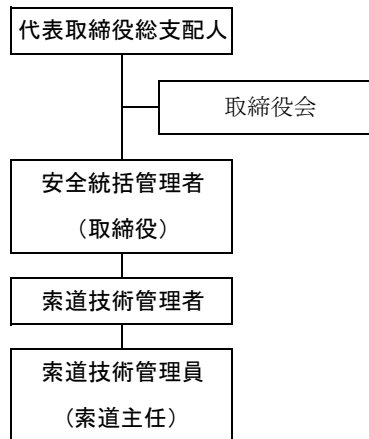 代表取締役総支配人
取締役会
安全統括管理者
（取締役）
索道技術管理者
索道技術管理員
（索道主任）